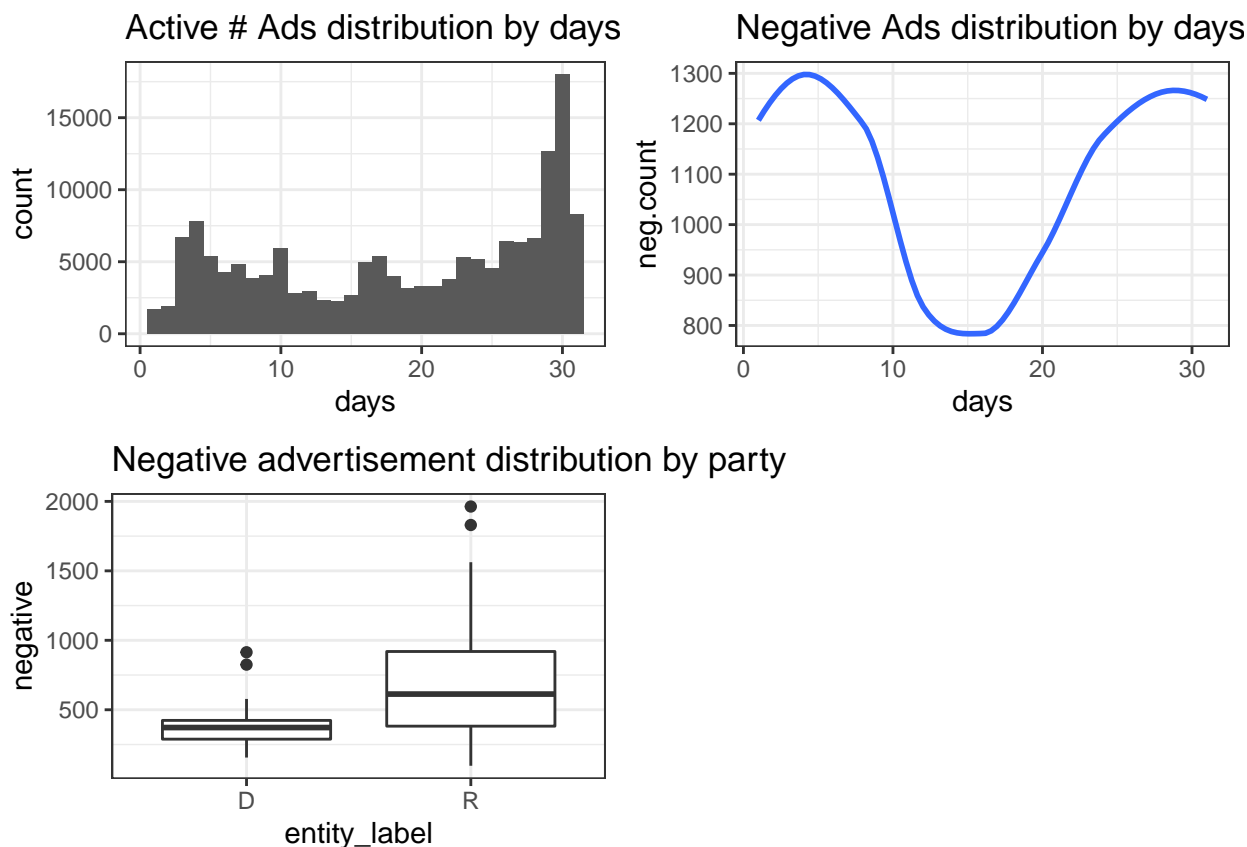 Active # Ads distribution by days
15000
10000
5000
0
count
0 10 20 30
days
Negative Ads distribution by days
1300
1200
1100
1000
900
800
neg.count
0 10 20 30
days
Negative advertisement distribution by party
2000
1500
1000
500
negative
D R
entity_label